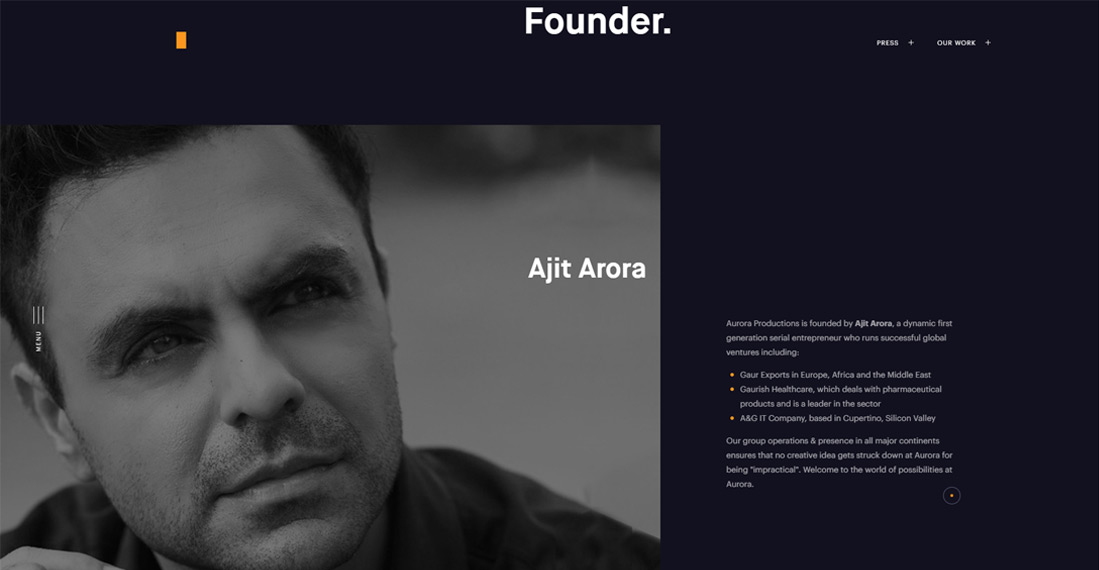 Founder.
PRESS +
OUR WORK +
Ajit Arora
MENU
Aurora Productions is founded by Ajit Arora, a dynamic first
generation serial entrepreneur who runs successful global
ventures including:
Gaur Exports in Europe, Africa and the Middle East
Gaurish Healthcare, which deals with pharmaceutical
products and is a leader in the sector
A&G IT Company, based in Cupertino, Silicon Valley
Our group operations & presence in all major continents
ensures that no creative idea gets struck down at Aurora for
being "impractical". Welcome to the world of possibilities at
Aurora.